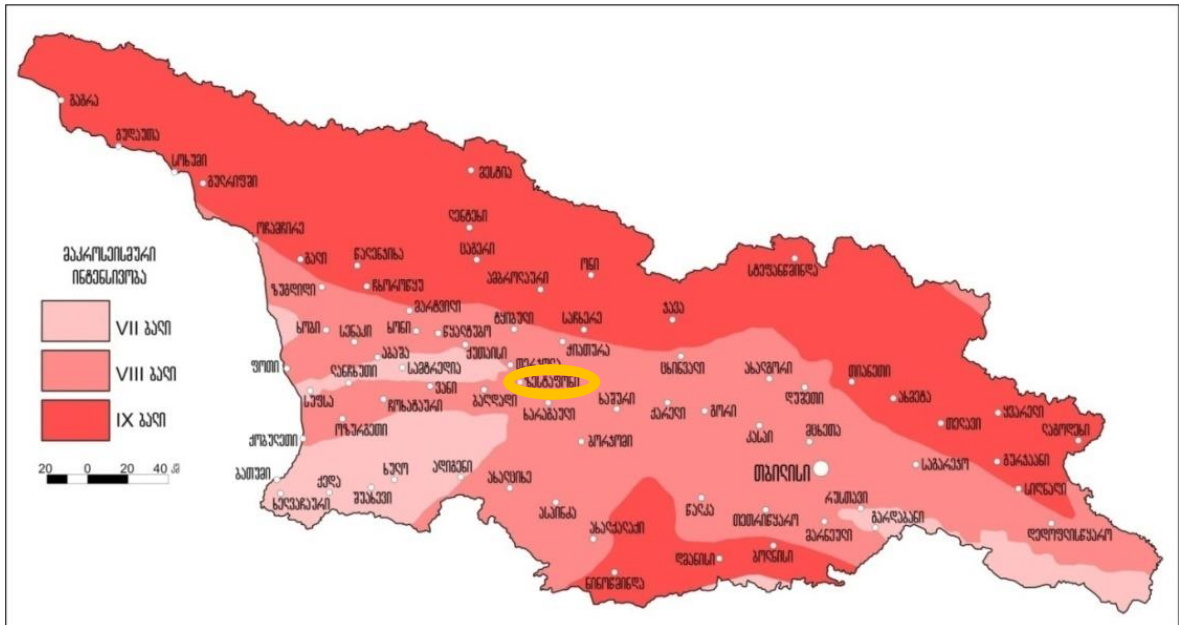 გაგრა
გუდაუთა
სოხუმი
გულრიფში
მესტია
ლენტეხი
ოჩამჩირე
ცაგერი
სტეფანწმინდა
გალი
წალენჯიხა
ონი
მაკროსეისმური
ინტენსივობა
ამბროლაური
ზუგდიდი
ჩხოროწყუ
მარტვილი
ჯავა
ტყიბული
საჩხერე
VII ბალი
ხობი
სენაკი
ხონი
წყალტუბო
ქუთაისი
ჭიათურა
ცხინვალი
აბაშა
სამტრედია
თერჯოლა
ახალგორი
თიანეთი
ფოთი
ლანჩხუთი
VIII ბალი
ვანი
ზესტაფონი
დუშეთი
ახმეტა
სუფსა
ჩოხატაური
ბაღდადი
ხარაგაული
ხაშური
ქარელი
გორი
ყვარელი
IX ბალი
ოზურგეთი
კასპი
მცხეთა
თელავი
ლაგოდეხი
ქობულეთი
ბორჯომი
20 0 20 40 კმ
ბათუმი
ქედა
ხულო
ადიგენი
თბილისი
საგარეჯო
გურჯაანი
ხელვაჩაური
შუახევი
ახალციხე
სიღნაღი
ასპინძა
წალკა
თეთრიწყარო
რუსთავი
გარდაბანი
მარნეული
დედოფლისწყარო
ახალქალაქი
დმანისი
ბოლნისი
ნინოწმინდა